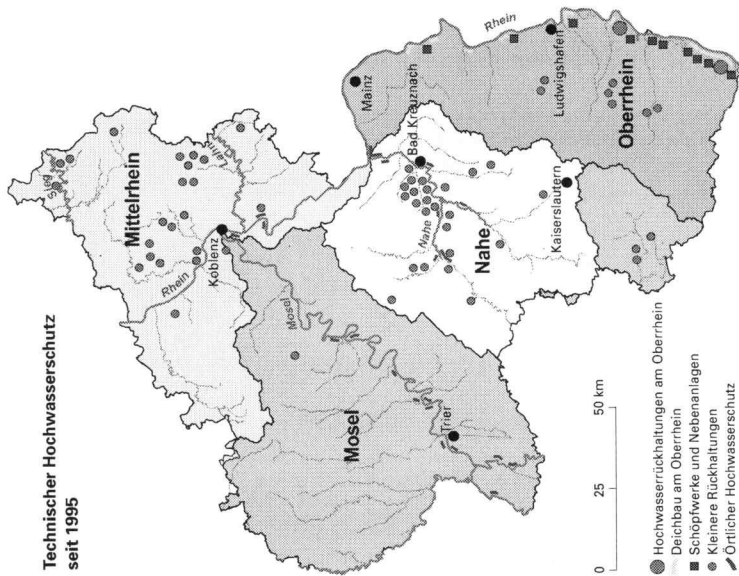 Technischer Hochwasserschutz
seit 1995
Sieg
Mittelrhein
Lahn
Rhein
Koblenz
Mosel
Mosel
Trier
Rhein
Mainz
Bad Kreuznach
Nahe
Nahe
Kaiserslautern
Ludwigshafen
Oberrhein
0 25 50 km
Hochwasserrückhaltungen am Oberrhein
Deichbau am Oberrhein
Schöpfwerke und Nebenanlagen
Kleinere Rückhaltungen
Örtlicher Hochwasserschutz